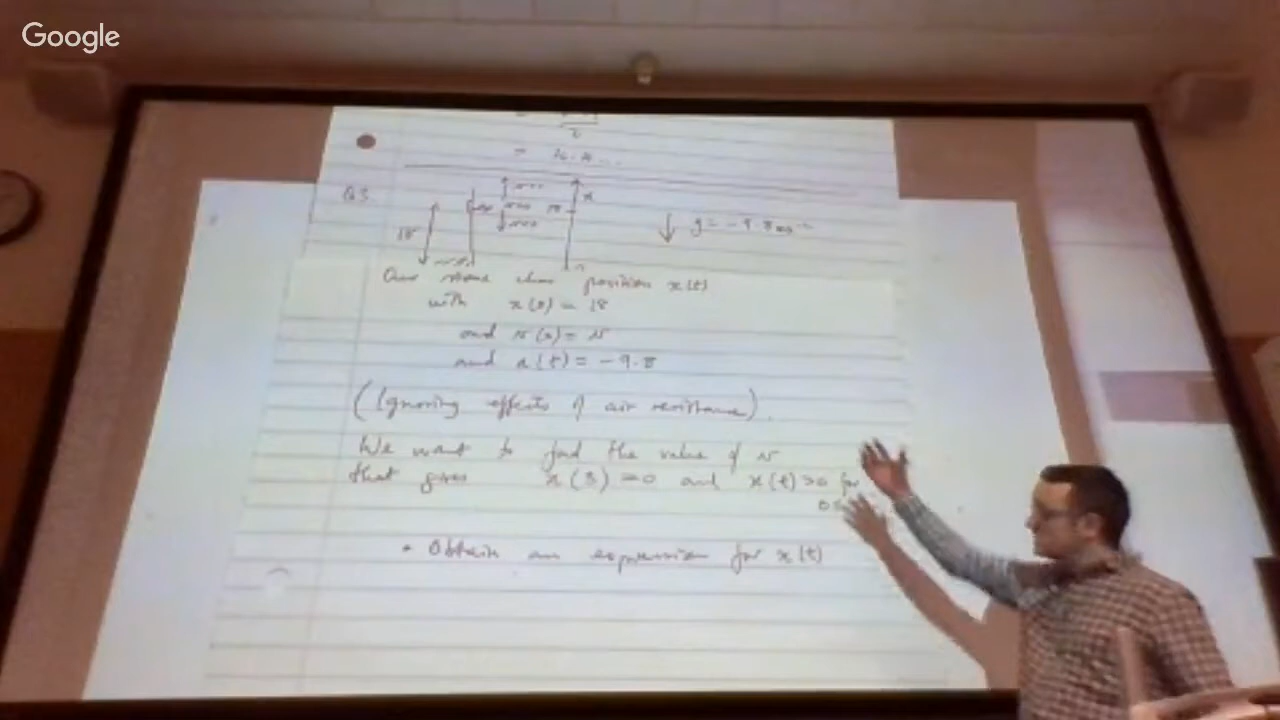 Google
Q3
18
x
g = -9.8
Our stone has position x(t)
with x(0) = 18
and v(0) = v
and a(t) = -9.8
(Ignoring effects of air resistance).
We want to find the value of v
that gives x(3) = 0 and x(t) > 0 for
• Obtain an expression for x(t)